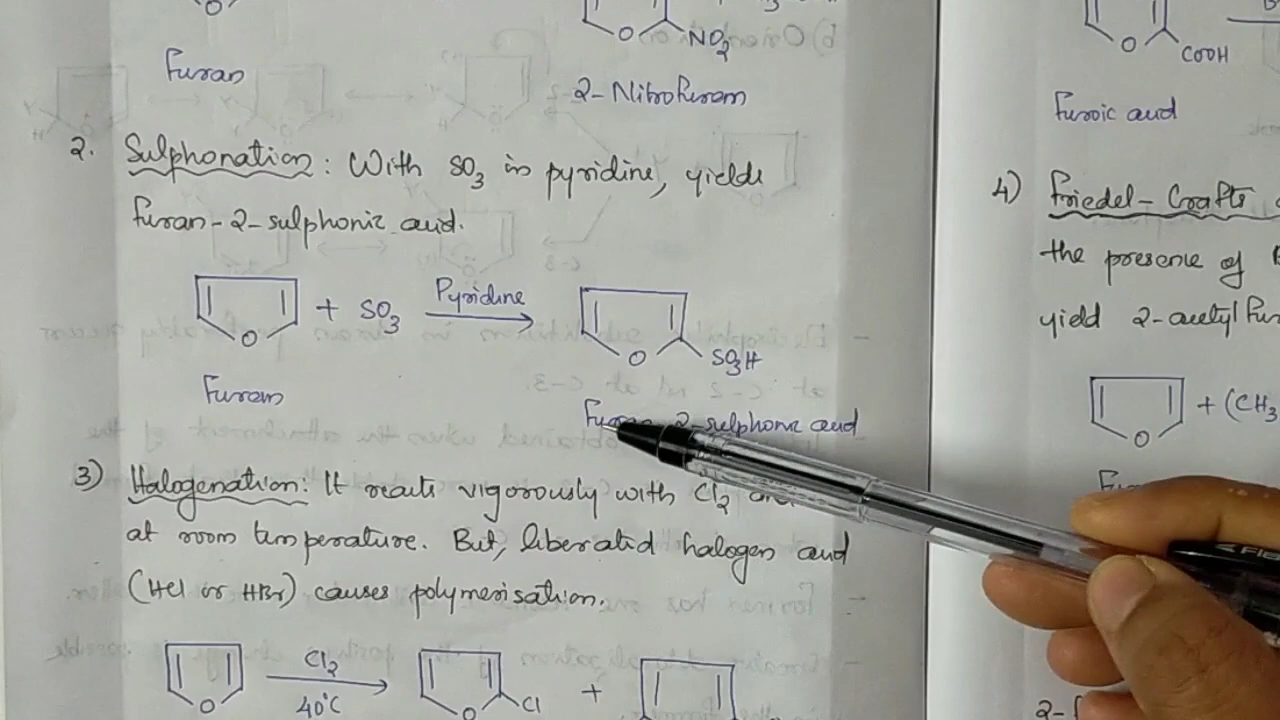 O
Furan
O
NO2
2-Nitrofuran
2. Sulphonation: With SO3 in pyridine, yields
furan-2-sulphonic acid.
O + SO3 Pyridine O SO3H
Furan
Furan-2-sulphonic acid
3) Halogenation: It reacts vigorously with Cl2
at room temperature. But, liberated halogen acid
(HCl or HBr) causes polymerisation.
O Cl2 40°C O Cl +
O COOH
Furoic acid
4) Friedel-Crafts
the presence of
yield 2-acetyl
O + (CH3